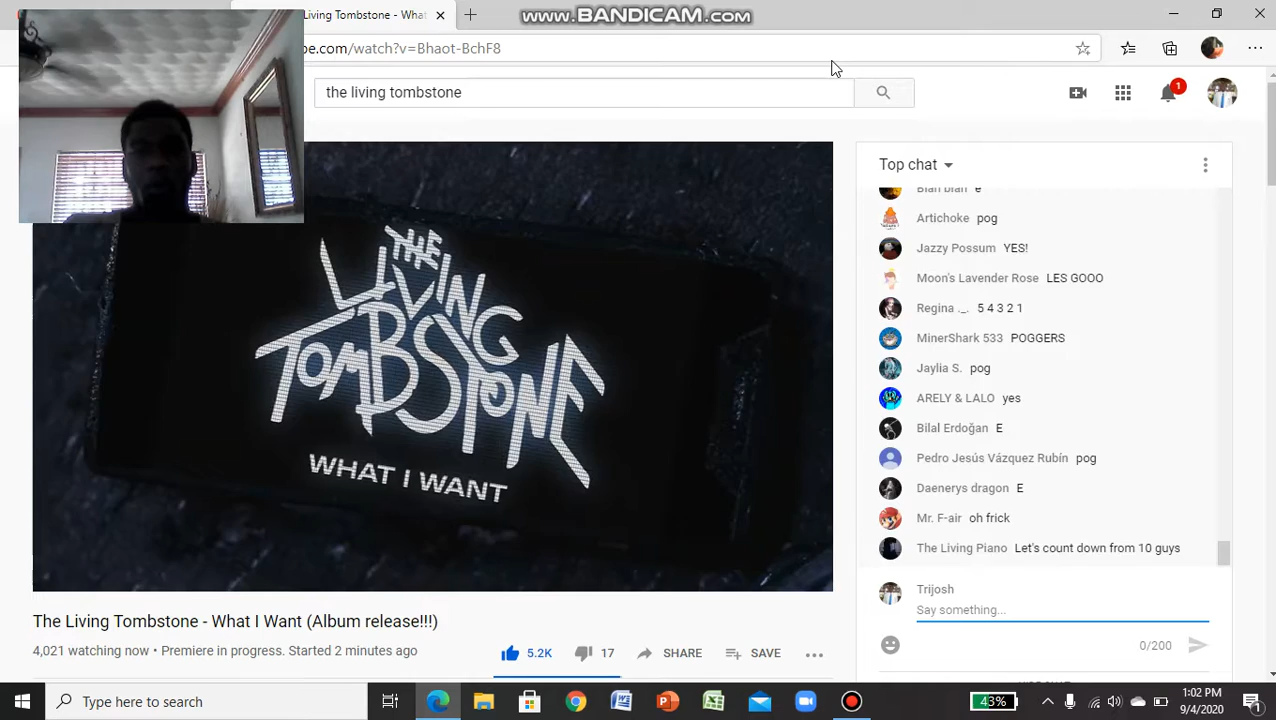 Living Tombstone - What
www.BANDICAM.com
be.com/watch?v=Bhaot-BchF8
the living tombstone
1
Top chat
Blah blah e
Artichoke pog
Jazzy Possum YES!
Moon's Lavender Rose LES GOOO
Regina ._. 5 4 3 2 1
MinerShark 533 POGGERS
Jaylia S. pog
ARELY & LALO yes
Bilal Erdoğan E
Pedro Jesús Vázquez Rubín pog
Daenerys dragon E
Mr. F-air oh frick
The Living Piano Let's count down from 10 guys
Trijosh
Say something...
0/200
THE
LIVING
TOMBSTONE
WHAT I WANT
The Living Tombstone - What I Want (Album release!!!)
4,021 watching now • Premiere in progress. Started 2 minutes ago
5.2K 17 SHARE SAVE
Type here to search
43%
1:02 PM
9/4/2020
1